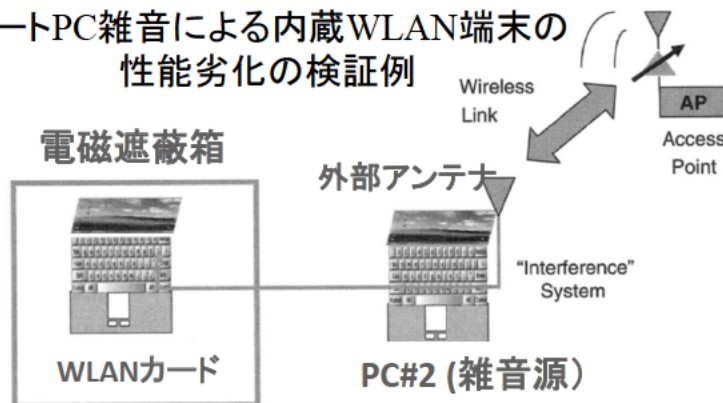 ートPC雑音による内蔵WLAN端末の
性能劣化の検証例
Wireless
Link
AP
Access
Point
電磁遮蔽箱
外部アンテナ
"Interference"
System
WLANカード
PC#2 (雑音源）